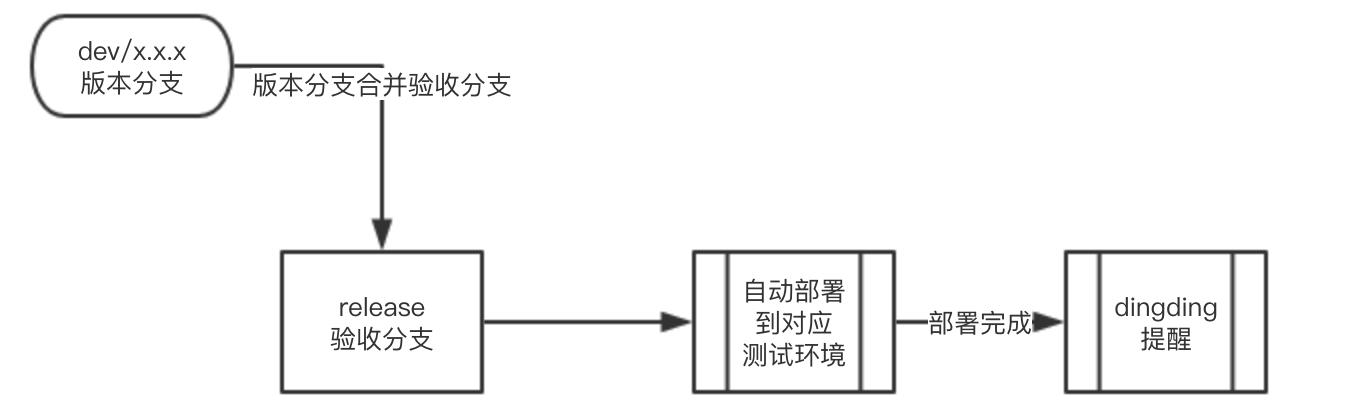 dev/x.x.x
版本分支
版本分支合并验收分支
release
验收分支
自动部署
到对应
测试环境
部署完成
dingding
提醒